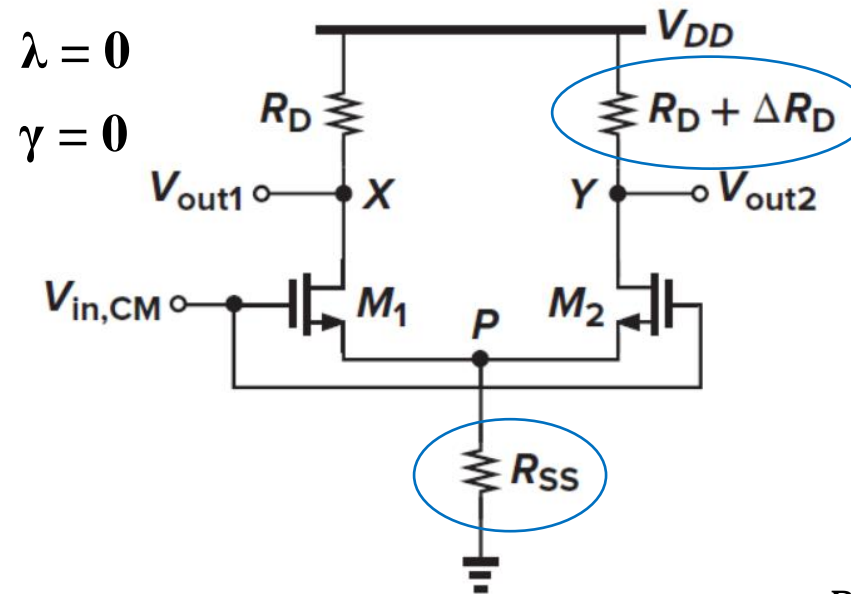 λ = 0
γ = 0
V_DD
R_D
R_D + ΔR_D
V_out1
X
Y
V_out2
V_in,CM
M_1
P
M_2
R_SS